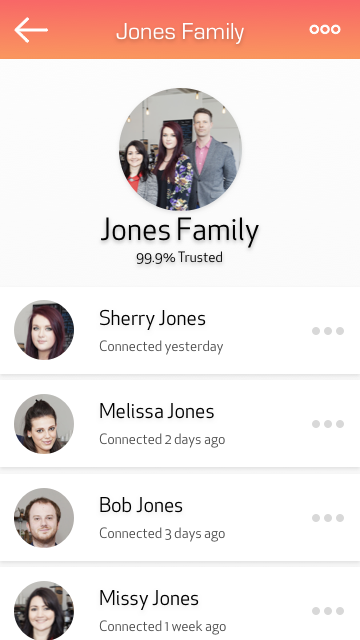 Jones Family
Jones Family
99.9% Trusted
Sherry Jones
Connected yesterday
Melissa Jones
Connected 2 days ago
Bob Jones
Connected 3 days ago
Missy Jones
Connected 1 week ago